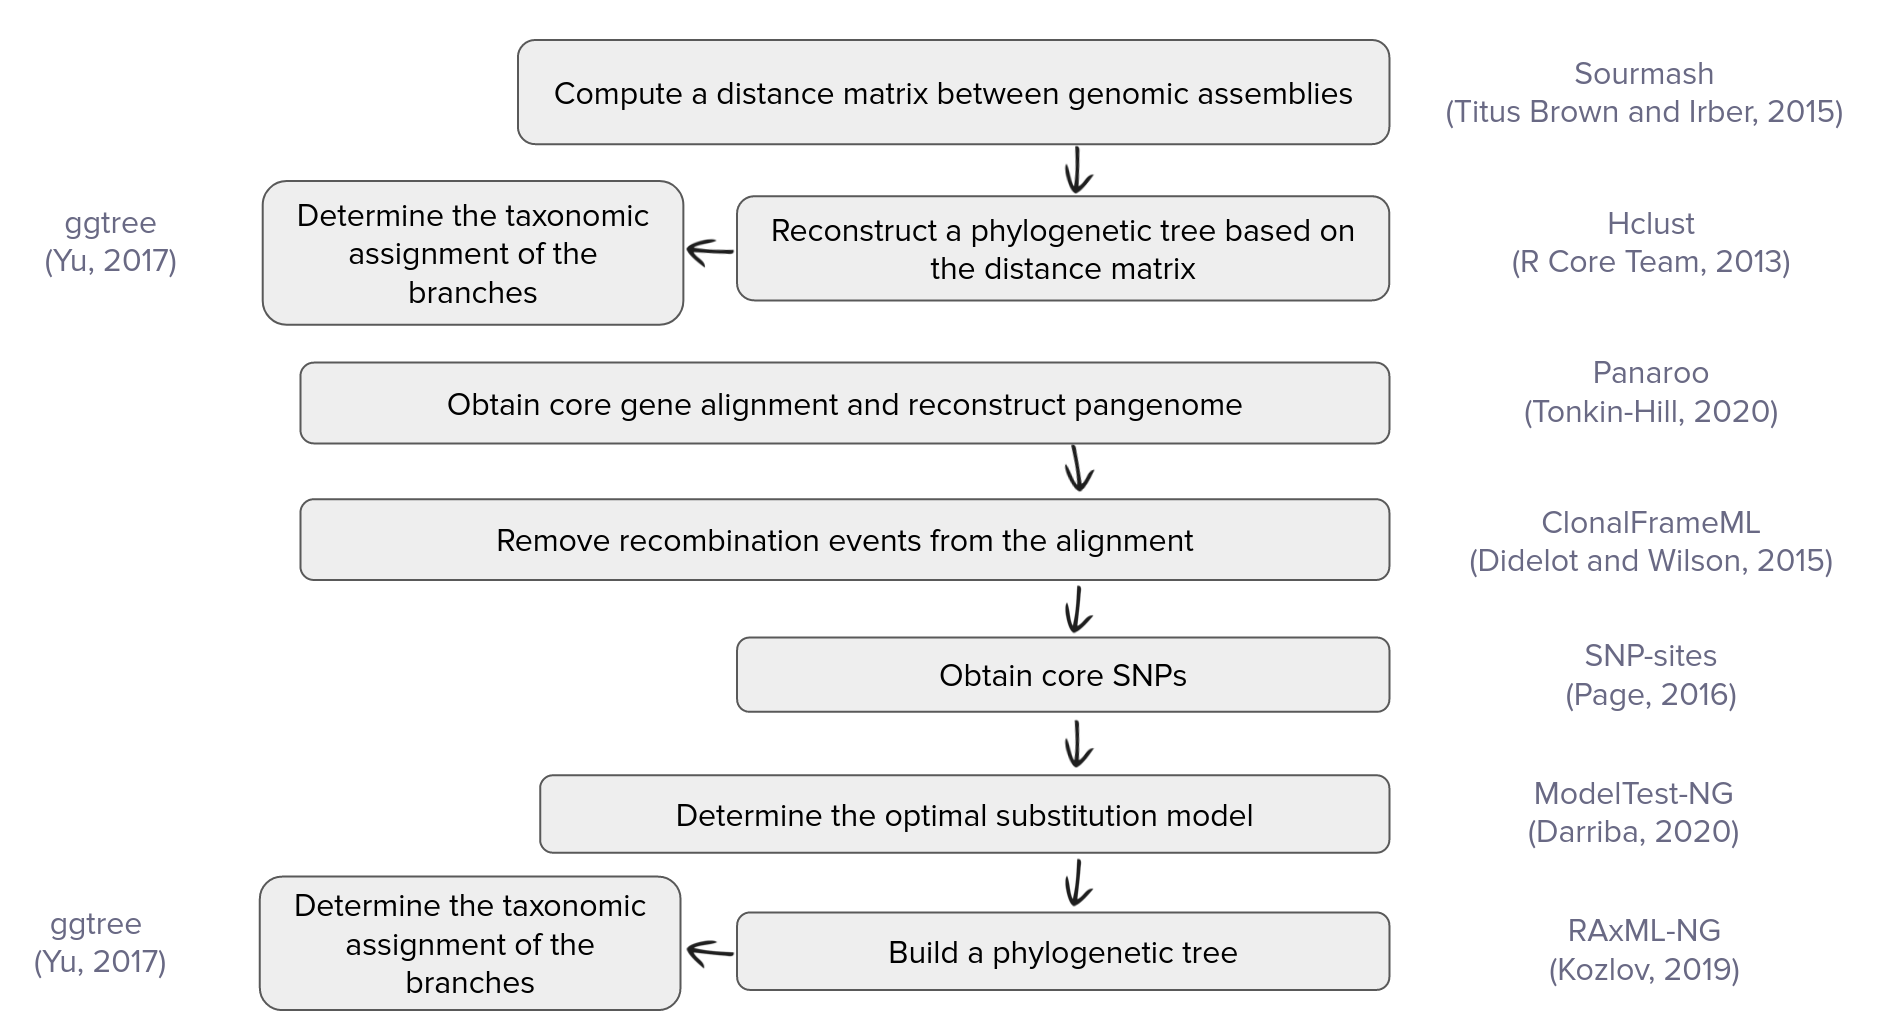 Compute a distance matrix between genomic assemblies
Sourmash
(Titus Brown and Irber, 2015)
ggtree
(Yu, 2017)
Determine the taxonomic
assignment of the
branches
Reconstruct a phylogenetic tree based on
the distance matrix
Hclust
(R Core Team, 2013)
Obtain core gene alignment and reconstruct pangenome
Panaroo
(Tonkin-Hill, 2020)
Remove recombination events from the alignment
ClonalFrameML
(Didelot and Wilson, 2015)
Obtain core SNPs
SNP-sites
(Page, 2016)
Determine the optimal substitution model
ModelTest-NG
(Darriba, 2020)
ggtree
(Yu, 2017)
Determine the taxonomic
assignment of the
branches
Build a phylogenetic tree
RAxML-NG
(Kozlov, 2019)